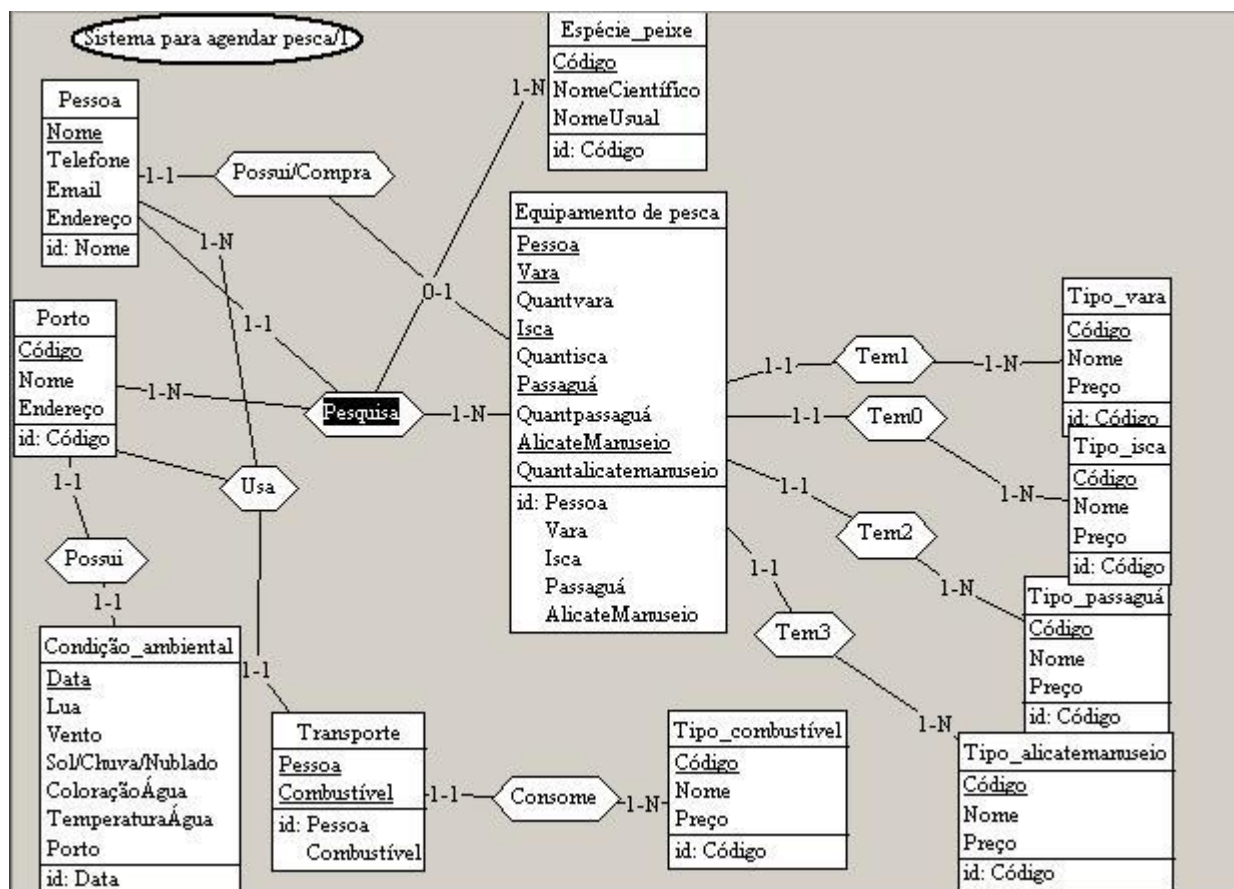 Sistema para agendar pesca/1
Espécie_peixe
Código
NomeCientífico
NomeUsual
id: Código
1-N
Pessoa
Nome
Telefone
Email
Endereço
id: Nome
1-1
Possui/Compra
0-1
1-N
1-1
Equipamento de pesca
Pessoa
Vara
Quantvara
Isca
Quantisca
Passaguá
Quantpassaguá
AlicateManuseio
Quantalicatemanuseio
id: Pessoa
Vara
Isca
Passaguá
AlicateManuseio
Porto
Código
Nome
Endereço
id: Código
1-N
Pesquisa
1-N
Usa
1-1
Possui
1-1
Condição_ambiental
Data
Lua
Vento
Sol/Chuva/Nublado
ColoraçãoÁgua
TemperaturaÁgua
Porto
id: Data
1-1
Transporte
Pessoa
Combustível
id: Pessoa
Combustível
1-1
Consome
1-N
Tipo_combustível
Código
Nome
Preço
id: Código
1-1
Tem1
1-N
Tipo_vara
Código
Nome
Preço
id: Código
1-1
Tem0
1-N
Tipo_isca
Código
Nome
Preço
id: Código
1-1
Tem2
1-N
Tipo_passaguá
Código
Nome
Preço
id: Código
1-1
Tem3
1-N
Tipo_alicatemanuseio
Código
Nome
Preço
id: Código